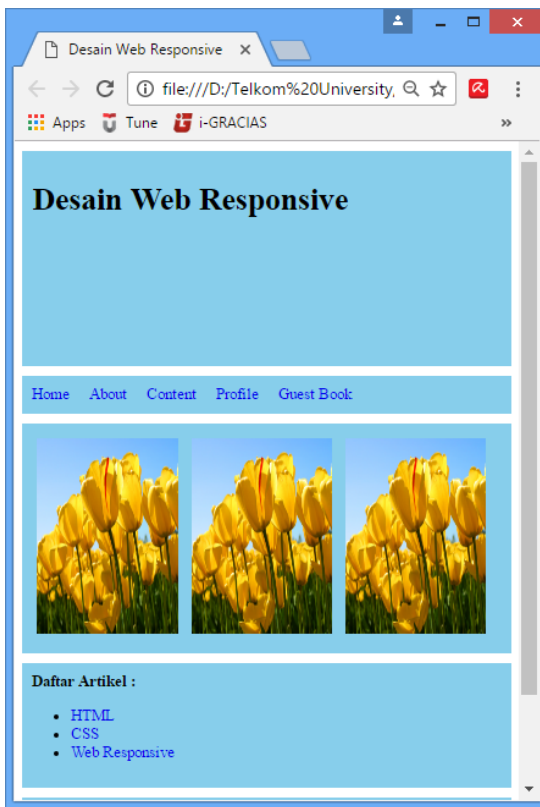 Desain Web Responsive
file:///D:/Telkom%20University,
Apps Tune i-GRACIAS »
Desain Web Responsive
Home About Content Profile Guest Book
Daftar Artikel :
HTML
CSS
Web Responsive